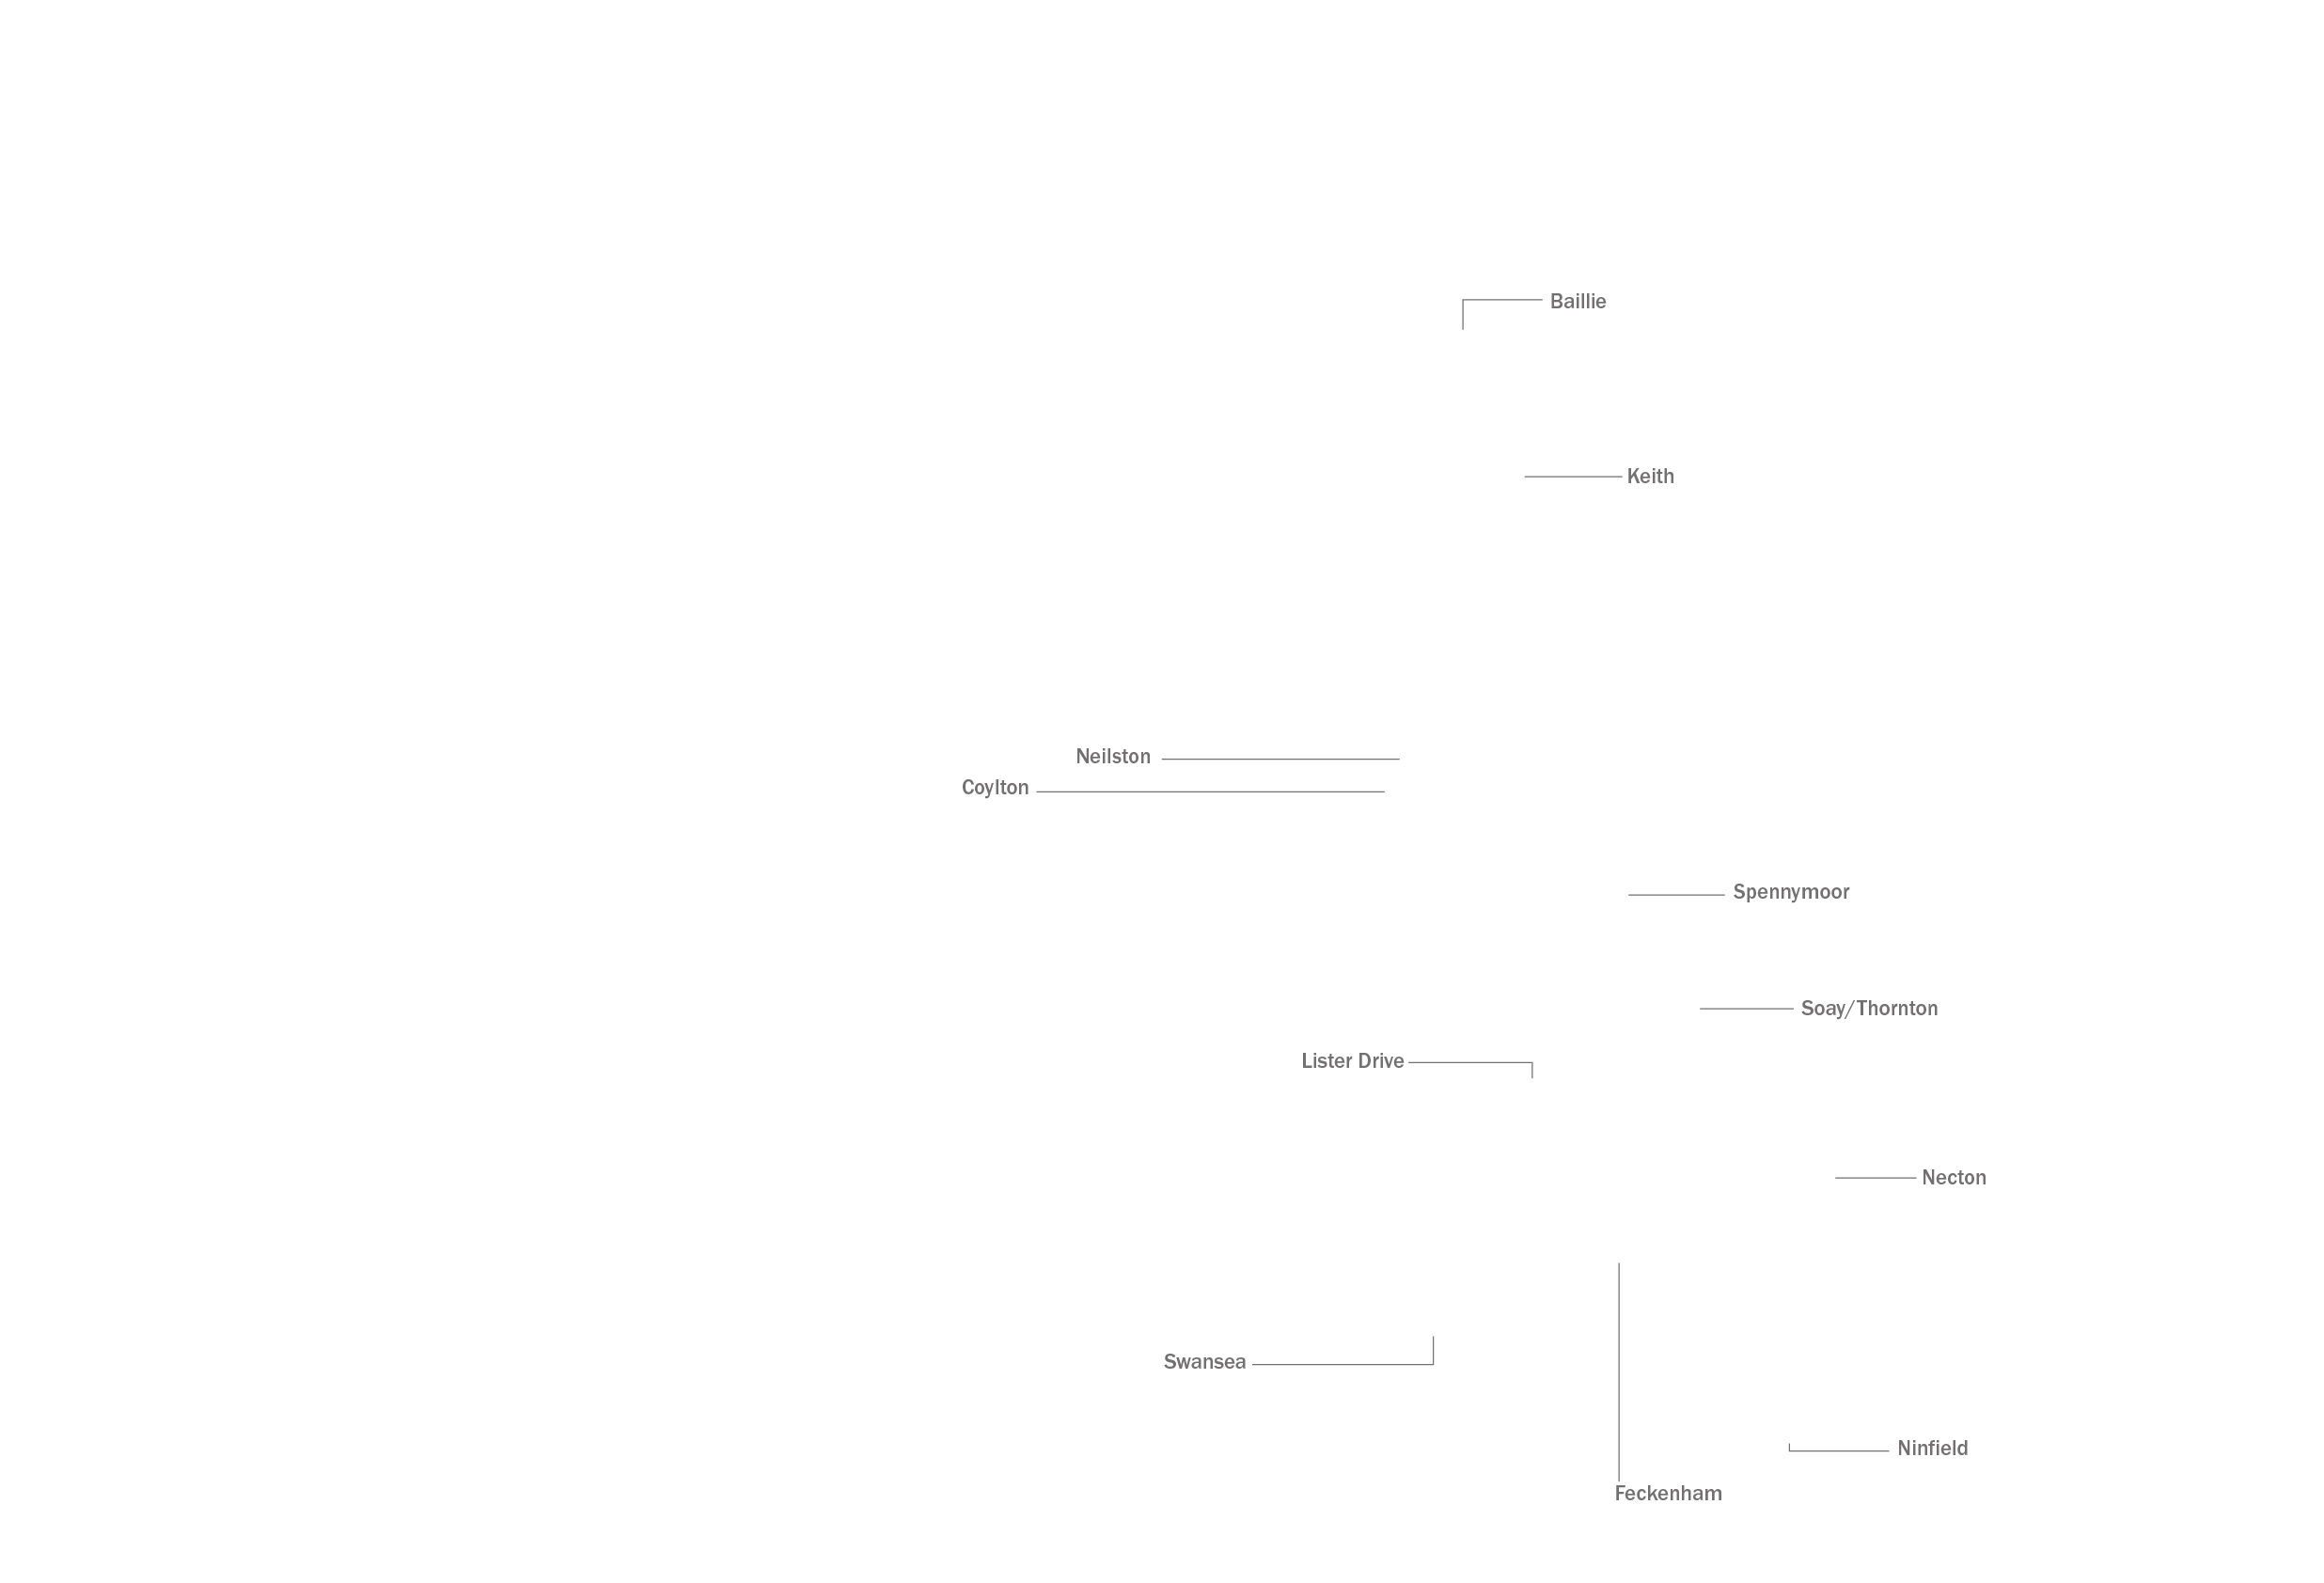 Baillie
Keith
Neilston
Coylton
Spennymoor
Soay/Thornton
Lister Drive
Necton
Swansea
Ninfield
Feckenham